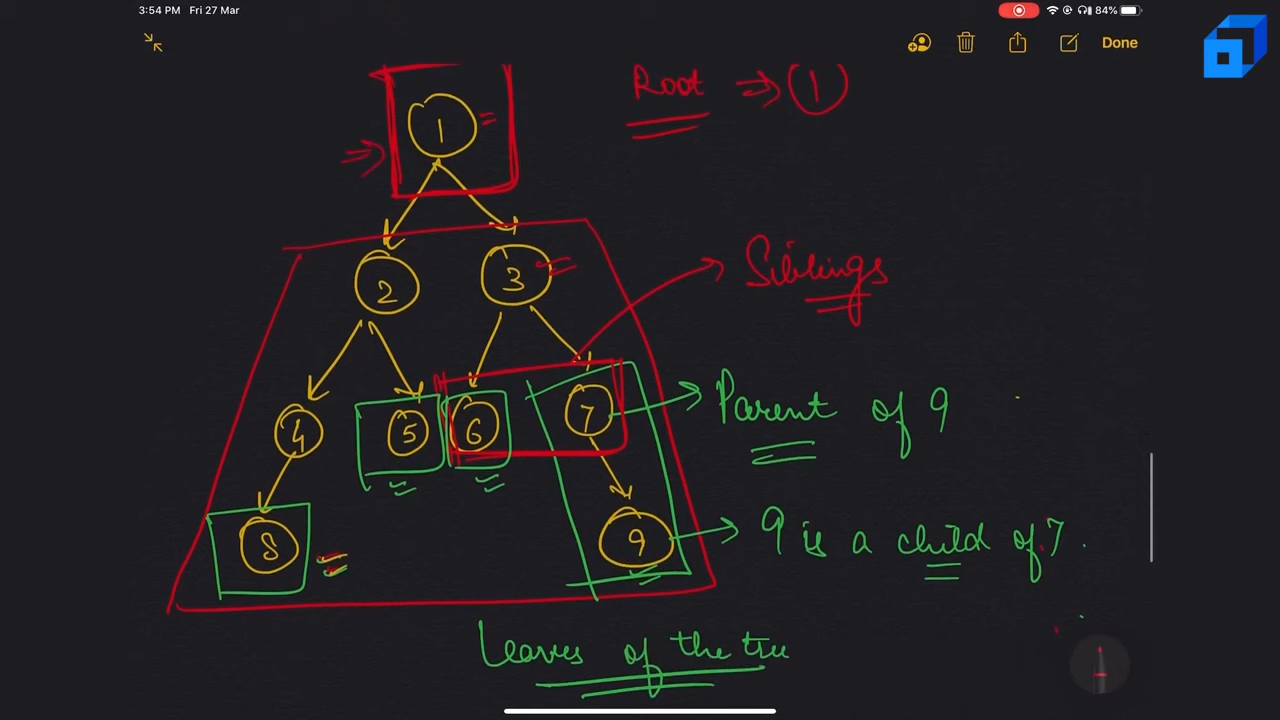 3:54 PM Fri 27 Mar
84%
Done
Root ⇒ 1
1
2
3
Siblings
4
5
6
7
Parent of 9
8
9
9 is a child of 7.
Leaves of the tree